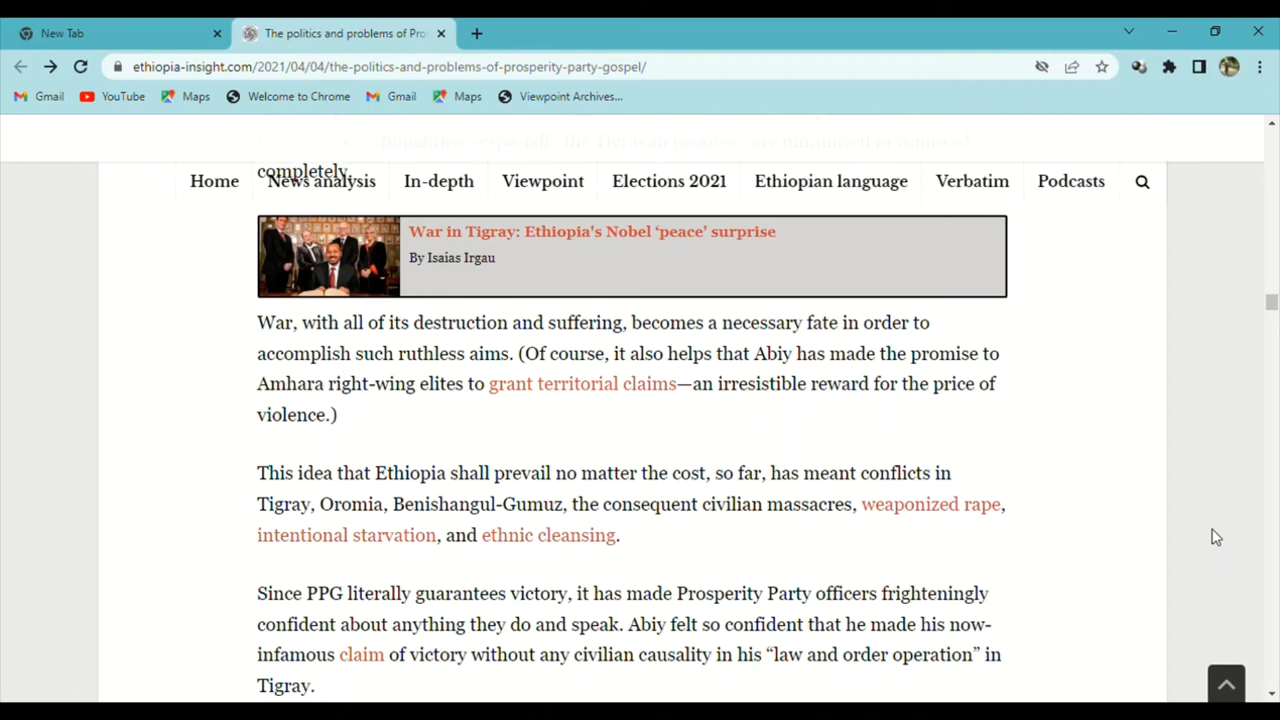 New Tab
The politics and problems of Pro
ethiopia-insight.com/2021/04/04/the-politics-and-problems-of-prosperity-party-gospel/
Gmail YouTube Maps Welcome to Chrome Gmail Maps Viewpoint Archives...
especially the Tigrayan
completely.
Home News analysis In-depth Viewpoint Elections 2021 Ethiopian language Verbatim Podcasts
War in Tigray: Ethiopia's Nobel ‘peace' surprise
By Isaias Irgau
War, with all of its destruction and suffering, becomes a necessary fate in order to
accomplish such ruthless aims. (Of course, it also helps that Abiy has made the promise to
Amhara right-wing elites to grant territorial claims—an irresistible reward for the price of
violence.)
This idea that Ethiopia shall prevail no matter the cost, so far, has meant conflicts in
Tigray, Oromia, Benishangul-Gumuz, the consequent civilian massacres, weaponized rape,
intentional starvation, and ethnic cleansing.
Since PPG literally guarantees victory, it has made Prosperity Party officers frighteningly
confident about anything they do and speak. Abiy felt so confident that he made his now-
infamous claim of victory without any civilian causality in his “law and order operation” in
Tigray.